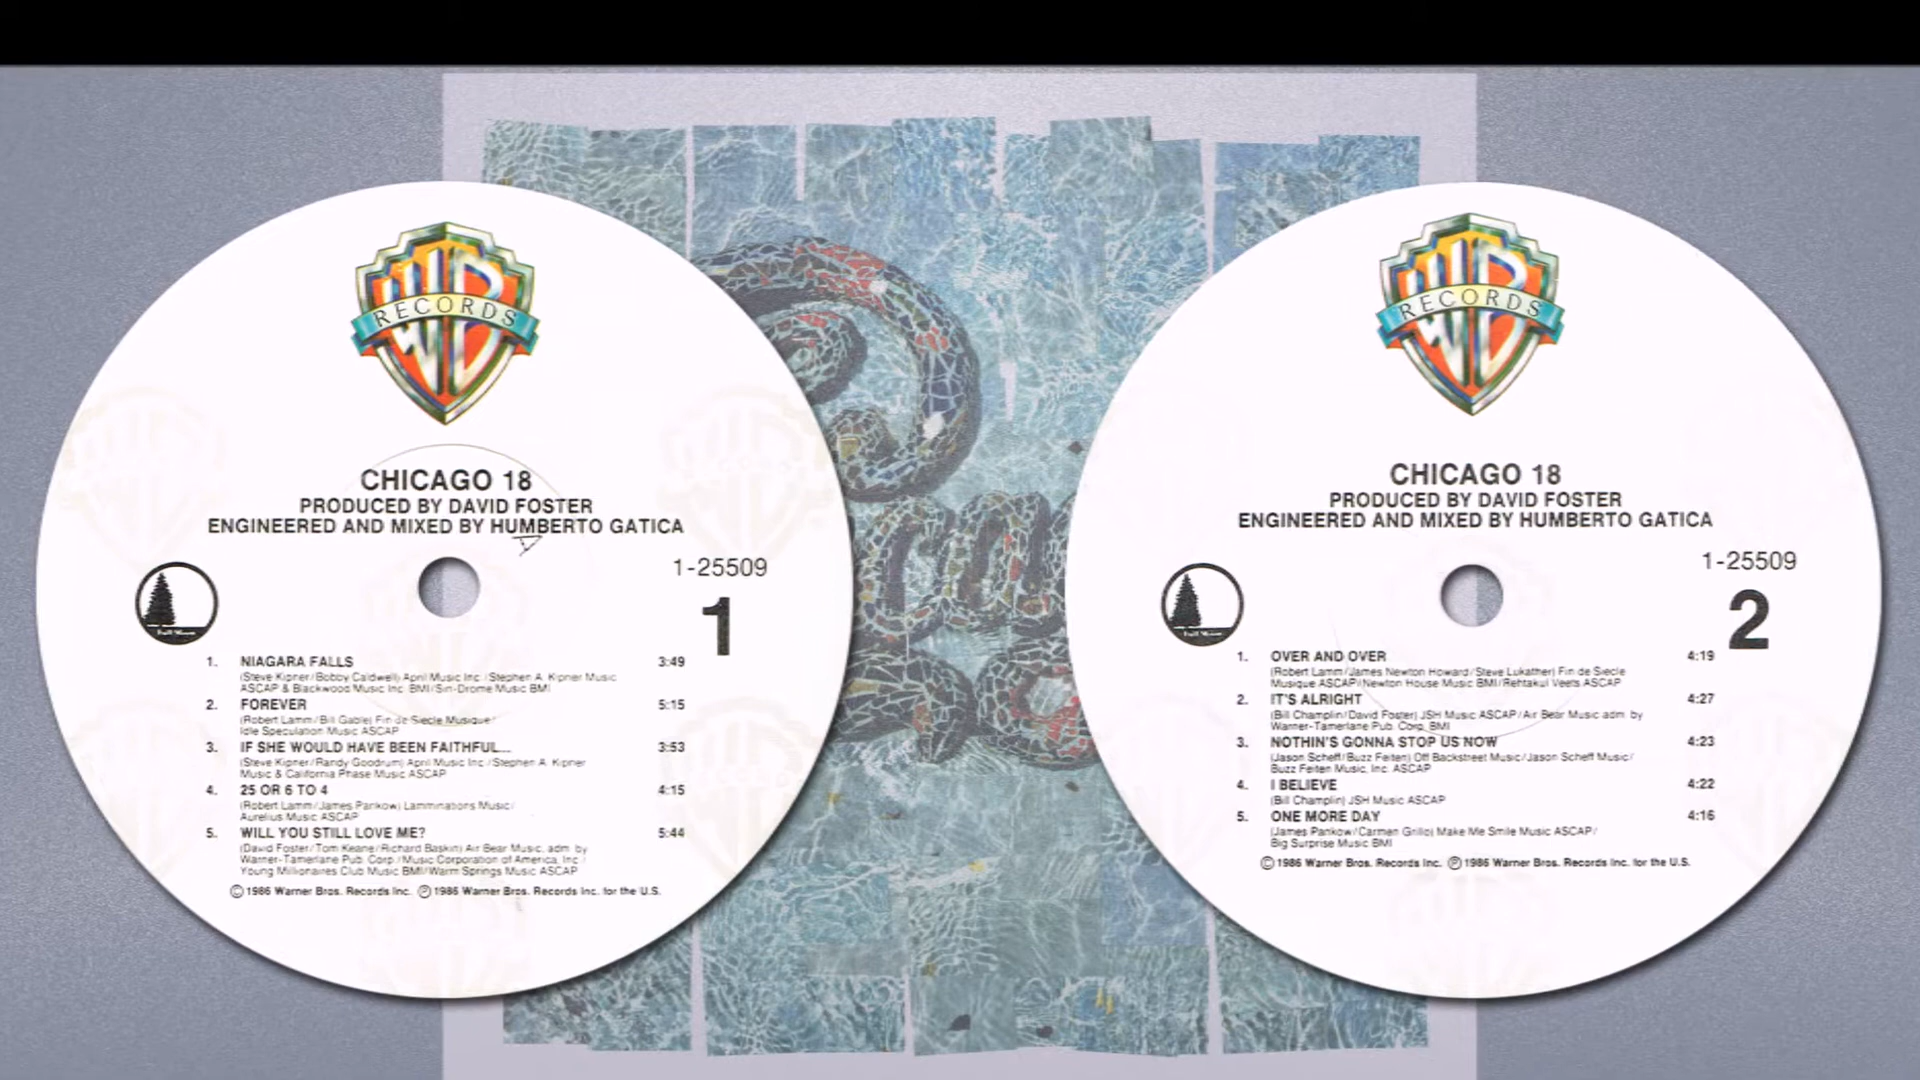 WB
RECORDS
CHICAGO 18
PRODUCED BY DAVID FOSTER
ENGINEERED AND MIXED BY HUMBERTO GATICA
1-25509
1
Full Moon
1. NIAGARA FALLS 3:49
(Steve Kipner/Bobby Caldwell) April Music Inc./Stephen A. Kipner Music
ASCAP & Blackwood Music Inc. BMI/Sin-Drome Music BMI
2. FOREVER 5:15
(Robert Lamm/Bill Gable) Fin de Siecle Musique/
Idle Speculation Music ASCAP
3. IF SHE WOULD HAVE BEEN FAITHFUL... 3:53
(Steve Kipner/Randy Goodrum) April Music Inc./Stephen A. Kipner
Music & California Phase Music ASCAP
4. 25 OR 6 TO 4 4:15
(Robert Lamm/James Pankow) Lamminations Music/
Aurelius Music ASCAP
5. WILL YOU STILL LOVE ME? 5:44
(David Foster/Tom Keane/Richard Baskin) Air Bear Music, adm. by
Warner-Tamerlane Pub. Corp./Music Corporation of America, Inc./
Young Millionaires Club Music BMI/Warm Springs Music ASCAP
© 1986 Warner Bros. Records Inc. ℗ 1986 Warner Bros. Records Inc. for the U.S.
WB
RECORDS
CHICAGO 18
PRODUCED BY DAVID FOSTER
ENGINEERED AND MIXED BY HUMBERTO GATICA
1-25509
2
Full Moon
1. OVER AND OVER 4:19
(Robert Lamm/James Newton Howard/Steve Lukather) Fin de Siecle
Musique ASCAP/Newton House Music BMI/Rehtakul Veets ASCAP
2. IT'S ALRIGHT 4:27
(Bill Champlin/David Foster) JSH Music ASCAP/Air Bear Music adm. by
Warner-Tamerlane Pub. Corp. BMI
3. NOTHIN'S GONNA STOP US NOW 4:23
(Jason Scheff/Buzz Feiten) Off Backstreet Music/Jason Scheff Music/
Buzz Feiten Music, Inc. ASCAP
4. I BELIEVE 4:22
(Bill Champlin) JSH Music ASCAP
5. ONE MORE DAY 4:16
(James Pankow/Carmen Grillo) Make Me Smile Music ASCAP/
Big Surprise Music BMI
© 1986 Warner Bros. Records Inc. ℗ 1986 Warner Bros. Records Inc. for the U.S.